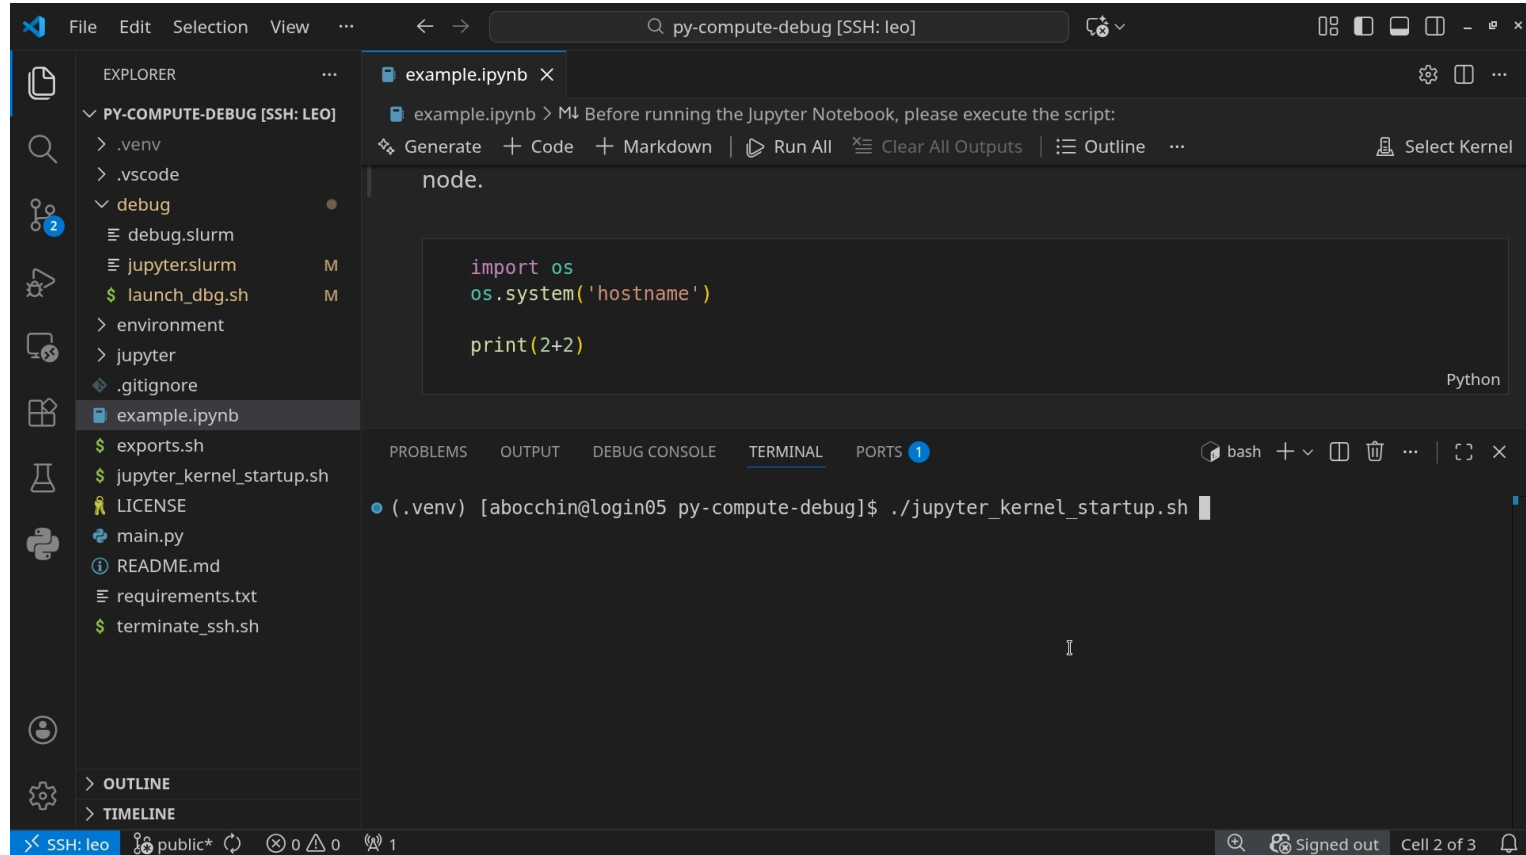 File Edit Selection View ··· py-compute-debug [SSH: leo]
EXPLORER ···
PY-COMPUTE-DEBUG [SSH: LEO]
.venv
.vscode
debug
debug.slurm
jupyter.slurm M
$ launch_dbg.sh M
environment
jupyter
.gitignore
example.ipynb
$ exports.sh
$ jupyter_kernel_startup.sh
LICENSE
main.py
README.md
requirements.txt
$ terminate_ssh.sh
OUTLINE
TIMELINE
2
example.ipynb
example.ipynb > M↓ Before running the Jupyter Notebook, please execute the script:
Generate + Code + Markdown Run All Clear All Outputs Outline ··· Select Kernel
node.
import os
os.system('hostname')
print(2+2)
Python
PROBLEMS OUTPUT DEBUG CONSOLE TERMINAL PORTS 1 bash
(.venv) [abocchin@login05 py-compute-debug]$ ./jupyter_kernel_startup.sh
SSH: leo public* 0 0 1 Signed out Cell 2 of 3